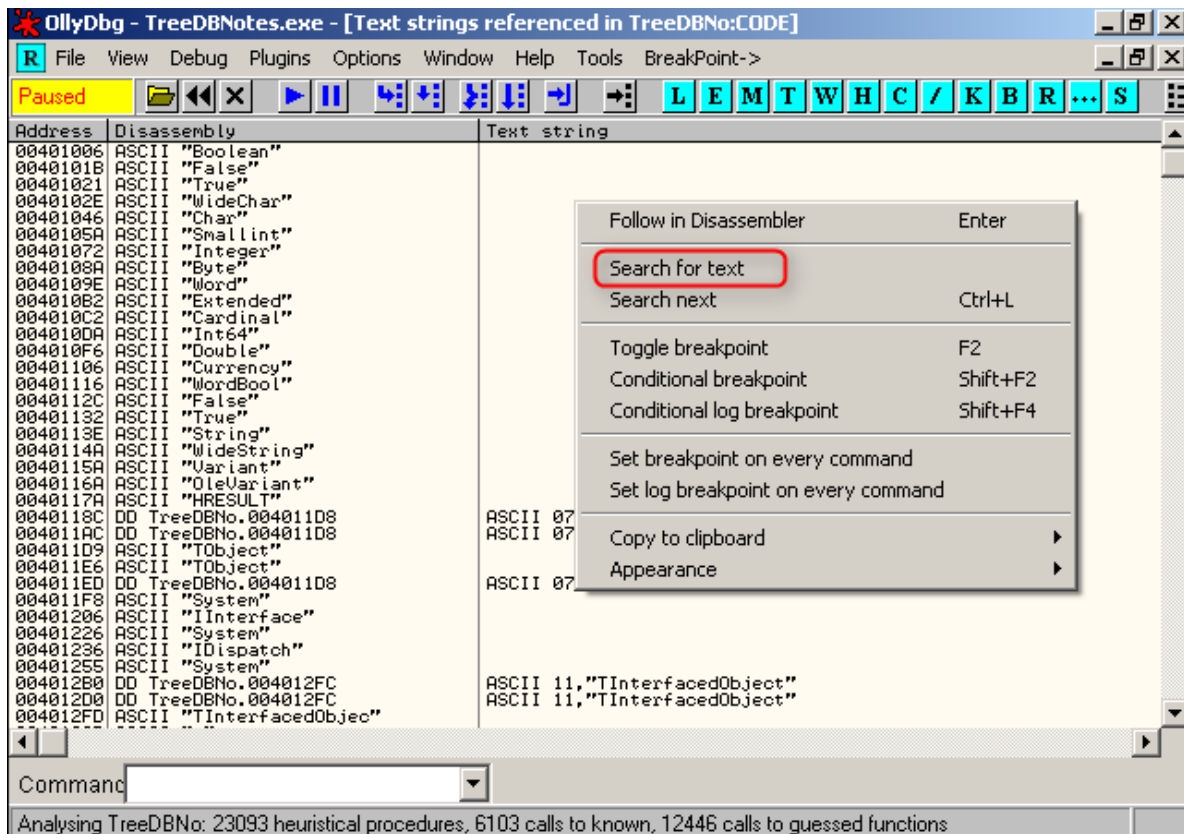 OllyDbg - TreeDBNotes.exe - [Text strings referenced in TreeDBNo:CODE]
R File View Debug Plugins Options Window Help Tools BreakPoint->
Paused L E M T W H C / K B R ... S
Address Disassembly Text string
00401006 ASCII "Boolean"
0040101B ASCII "False"
00401021 ASCII "True"
0040102E ASCII "WideChar"
00401046 ASCII "Char"
0040105A ASCII "Smallint"
00401072 ASCII "Integer"
0040108A ASCII "Byte"
0040109E ASCII "Word"
004010B2 ASCII "Extended"
004010C2 ASCII "Cardinal"
004010DA ASCII "Int64"
004010F6 ASCII "Double"
00401106 ASCII "Currency"
00401116 ASCII "WordBool"
0040112C ASCII "False"
00401132 ASCII "True"
0040113E ASCII "String"
0040114A ASCII "WideString"
0040115A ASCII "Variant"
0040116A ASCII "OleVariant"
0040117A ASCII "HRESULT"
0040118C DD TreeDBNo.004011D8 ASCII 07
004011AC DD TreeDBNo.004011D8 ASCII 07
004011D9 ASCII "TObject"
004011E6 ASCII "TObject"
004011ED DD TreeDBNo.004011D8 ASCII 07
004011F8 ASCII "System"
00401206 ASCII "IInterface"
00401226 ASCII "System"
00401236 ASCII "IDispatch"
00401255 ASCII "System"
004012B0 DD TreeDBNo.004012FC ASCII 11,"TInterfacedObject"
004012D0 DD TreeDBNo.004012FC ASCII 11,"TInterfacedObject"
004012FD ASCII "TInterfacedObjec"
Follow in Disassembler Enter
Search for text
Search next Ctrl+L
Toggle breakpoint F2
Conditional breakpoint Shift+F2
Conditional log breakpoint Shift+F4
Set breakpoint on every command
Set log breakpoint on every command
Copy to clipboard
Appearance
Command
Analysing TreeDBNo: 23093 heuristical procedures, 6103 calls to known, 12446 calls to guessed functions